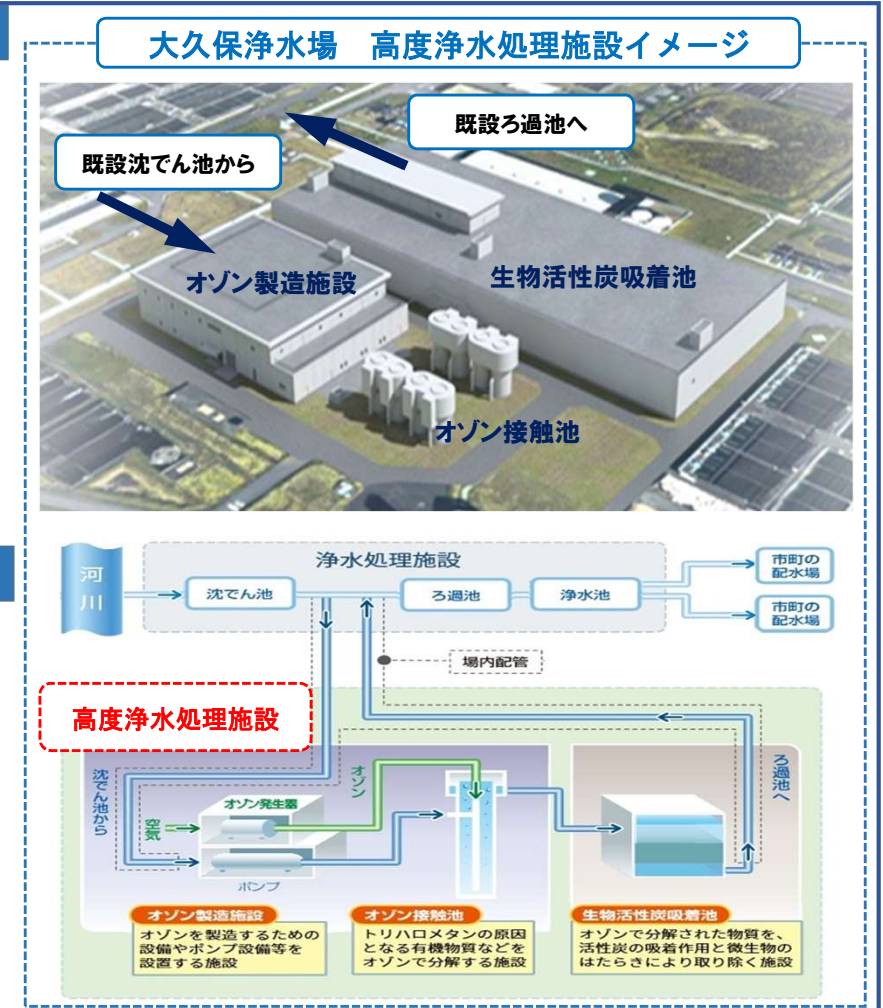 大久保浄水場 高度浄水処理施設イメージ
既設ろ過池へ
既設沈でん池から
オゾン製造施設
生物活性炭吸着池
オゾン接触池
浄水処理施設
河川
沈でん池
ろ過池
浄水池
市町の
配水場
市町の
配水場
場内配管
高度浄水処理施設
沈でん池から
空気
オゾン発生器
ポンプ
オゾン
ろ過池へ
オゾン製造施設
オゾンを製造するための
設備やポンプ設備等を
設置する施設
オゾン接触池
トリハロメタンの原因
となる有機物質などを
オゾンで分解する施設
生物活性炭吸着池
オゾンで分解された物質を、
活性炭の吸着作用と微生物の
はたらきにより取り除く施設